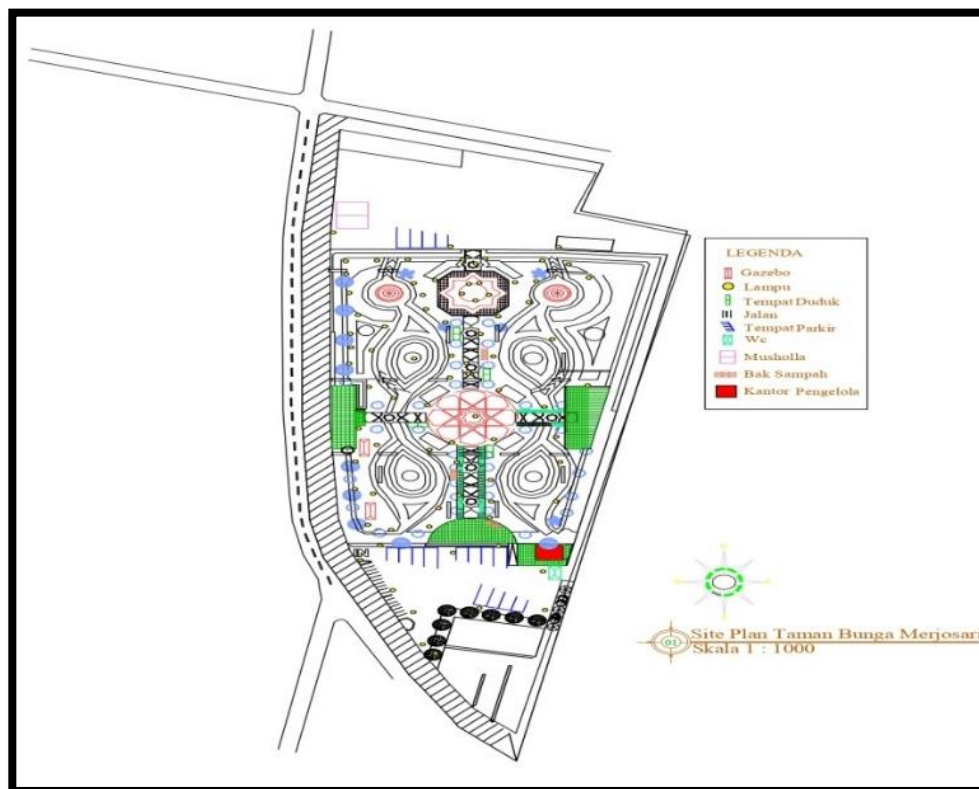 LEGENDA
Gazebo
Lampu
Tempat Duduk
Jalan
Tempat Parkir
Wc
Musholla
Bak Sampah
Kantor Pengelola
01
Site Plan Taman Bunga Merjosari
Skala 1 : 1000